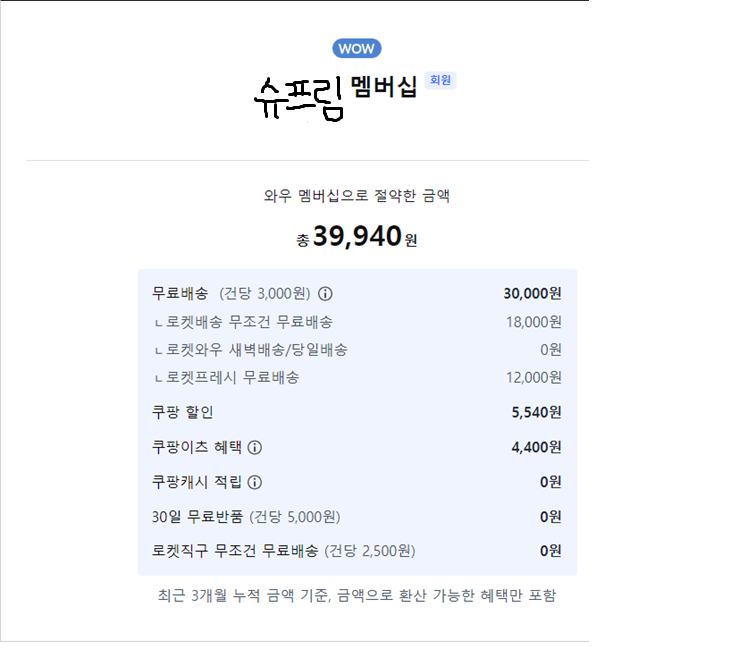 WOW
슈프림 멤버십 회원
와우 멤버십으로 절약한 금액
총 39,940 원
무료배송 (건당 3,000원) ⓘ 30,000원
ㄴ로켓배송 무조건 무료배송 18,000원
ㄴ로켓와우 새벽배송/당일배송 0원
ㄴ로켓프레시 무료배송 12,000원
쿠팡 할인 5,540원
쿠팡이츠 혜택 ⓘ 4,400원
쿠팡캐시 적립 ⓘ 0원
30일 무료반품 (건당 5,000원) 0원
로켓직구 무조건 무료배송 (건당 2,500원) 0원
최근 3개월 누적 금액 기준, 금액으로 환산 가능한 혜택만 포함